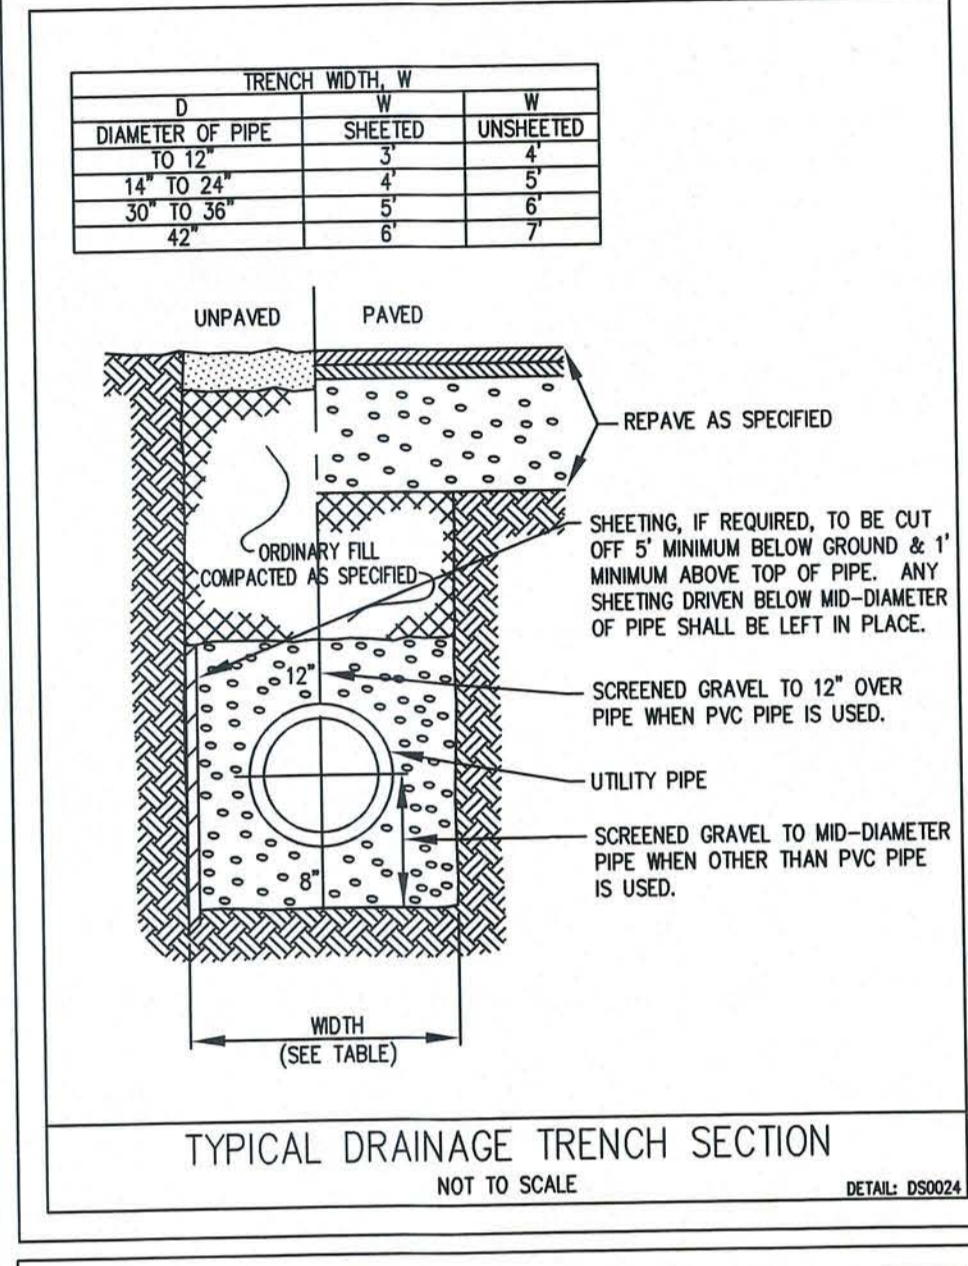 TRENCH WIDTH, W
D W W
DIAMETER OF PIPE SHEETED UNSHEETED
TO 12" 3' 4'
14" TO 24" 4' 5'
30" TO 36" 5' 6'
42" 6' 7'
UNPAVED PAVED
REPAVE AS SPECIFIED
SHEETING, IF REQUIRED, TO BE CUT
OFF 5' MINIMUM BELOW GROUND & 1'
MINIMUM ABOVE TOP OF PIPE. ANY
SHEETING DRIVEN BELOW MID-DIAMETER
OF PIPE SHALL BE LEFT IN PLACE.
ORDINARY FILL
COMPACTED AS SPECIFIED
12"
SCREENED GRAVEL TO 12" OVER
PIPE WHEN PVC PIPE IS USED.
UTILITY PIPE
SCREENED GRAVEL TO MID-DIAMETER
PIPE WHEN OTHER THAN PVC PIPE
IS USED.
8"
WIDTH
(SEE TABLE)
TYPICAL DRAINAGE TRENCH SECTION
NOT TO SCALE
DETAIL: DS0024